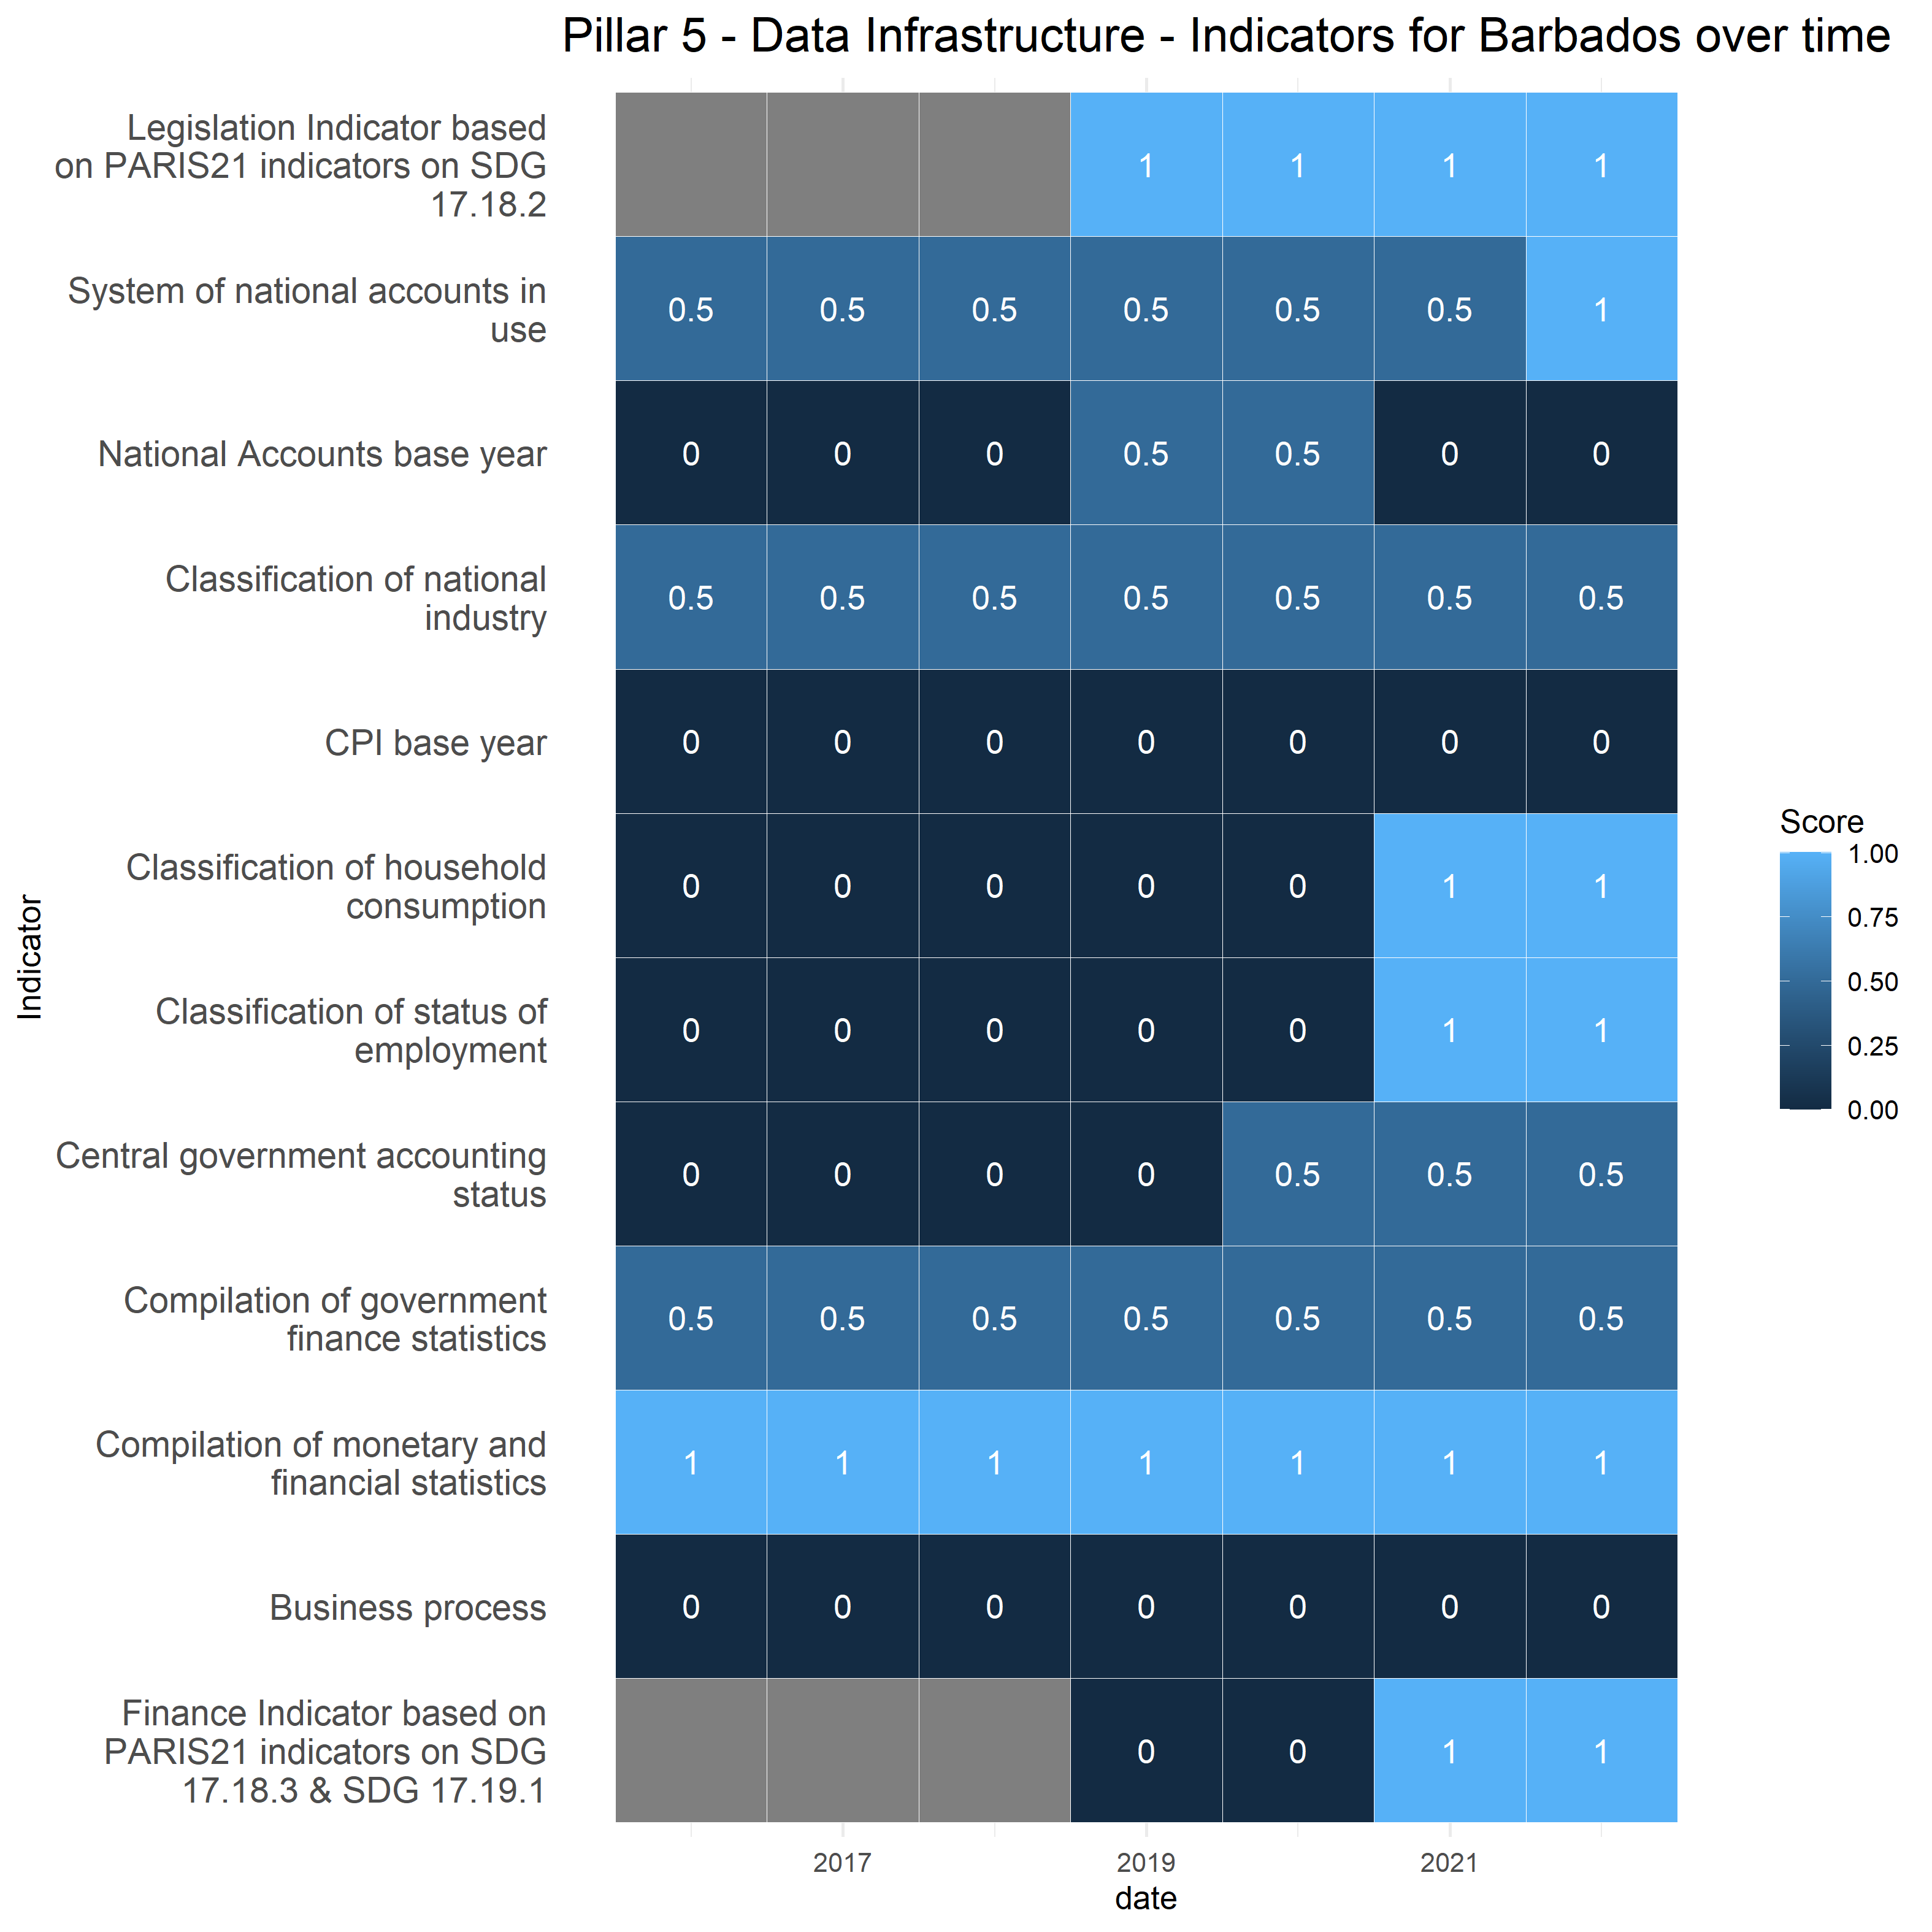 Pillar 5 - Data Infrastructure - Indicators for Barbados over time
Legislation Indicator based
on PARIS21 indicators on SDG
17.18.2
1 1 1 1
System of national accounts in
use
0.5 0.5 0.5 0.5 0.5 0.5 1
National Accounts base year
0 0 0 0.5 0.5 0 0
Classification of national
industry
0.5 0.5 0.5 0.5 0.5 0.5 0.5
CPI base year
0 0 0 0 0 0 0
Classification of household
consumption
0 0 0 0 0 1 1
Classification of status of
employment
0 0 0 0 0 1 1
Central government accounting
status
0 0 0 0 0.5 0.5 0.5
Compilation of government
finance statistics
0.5 0.5 0.5 0.5 0.5 0.5 0.5
Compilation of monetary and
financial statistics
1 1 1 1 1 1 1
Business process
0 0 0 0 0 0 0
Finance Indicator based on
PARIS21 indicators on SDG
17.18.3 & SDG 17.19.1
0 0 1 1
Indicator
2017 2019 2021
date
Score
1.00
0.75
0.50
0.25
0.00